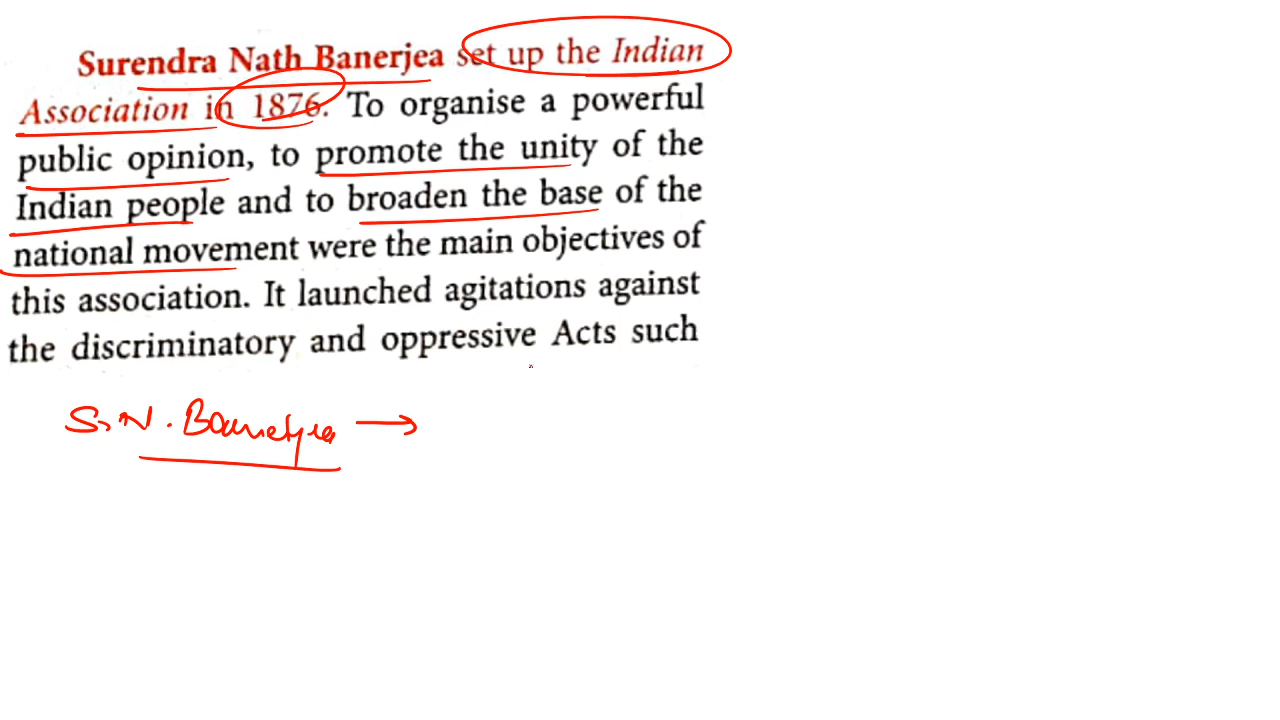 Surendra Nath Banerjea set up the Indian
Association in 1876. To organise a powerful
public opinion, to promote the unity of the
Indian people and to broaden the base of the
national movement were the main objectives of
this association. It launched agitations against
the discriminatory and oppressive Acts such
S.N. Banerjea →